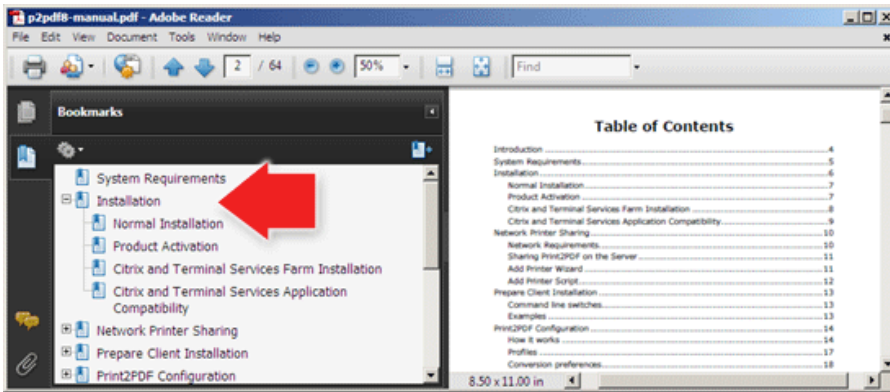 p2pdf8-manual.pdf - Adobe Reader
File Edit View Document Tools Window Help
2 / 64 50% Find
Bookmarks
System Requirements
Installation
Normal Installation
Product Activation
Citrix and Terminal Services Farm Installation
Citrix and Terminal Services Application
Compatibility
Network Printer Sharing
Prepare Client Installation
Print2PDF Configuration
Table of Contents
Introduction ... 4
System Requirements ... 5
Installation ... 6
Normal Installation ... 7
Product Activation ... 7
Citrix and Terminal Services Farm Installation ... 8
Citrix and Terminal Services Application Compatibility ... 9
Network Printer Sharing ... 10
Network Requirements ... 10
Sharing Print2PDF on the Server ... 11
Add Printer Wizard ... 11
Add Printer Script ... 12
Prepare Client Installation ... 13
Command line switches ... 13
Examples ... 13
Print2PDF Configuration ... 14
How it works ... 14
Profiles ... 17
Conversion preferences ... 18
8.50 x 11.00 in